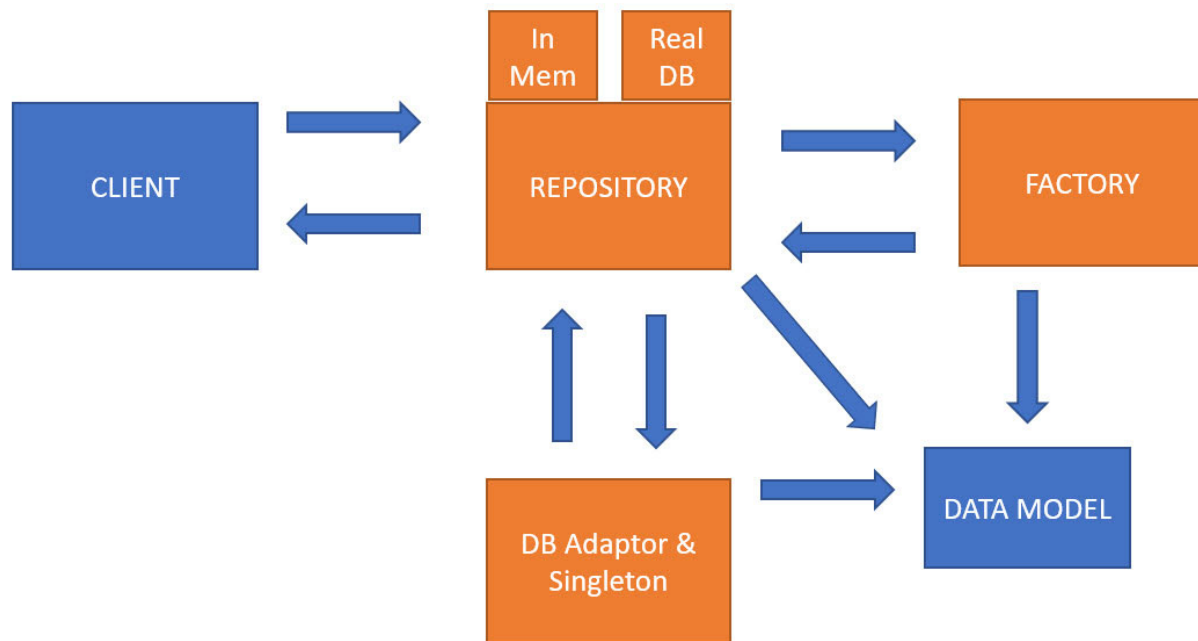 In
Mem
Real
DB
CLIENT
REPOSITORY
FACTORY
DB Adaptor &
Singleton
DATA MODEL